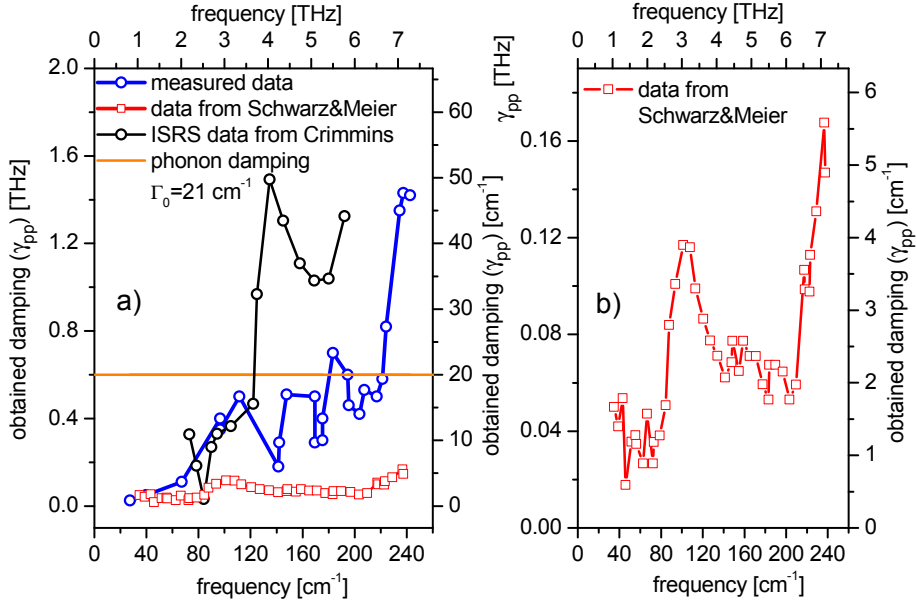 frequency [THz]
0 1 2 3 4 5 6 7
2.0
1.6
1.2
0.8
0.4
0.0
obtained damping (γpp) [THz]
measured data
data from Schwarz&Meier
ISRS data from Crimmins
phonon damping
Γ0=21 cm-1
a)
60
50
40
30
20
10
0
obtained damping (γpp) [cm-1]
0 40 80 120 160 200 240
frequency [cm-1]
frequency [THz]
0 1 2 3 4 5 6 7
γpp [THz]
0.16
0.12
0.08
0.04
0.00
data from
Schwarz&Meier
b)
6
5
4
3
2
1
0
obtained damping (γpp) [cm-1]
0 40 80 120 160 200 240
frequency [cm-1]